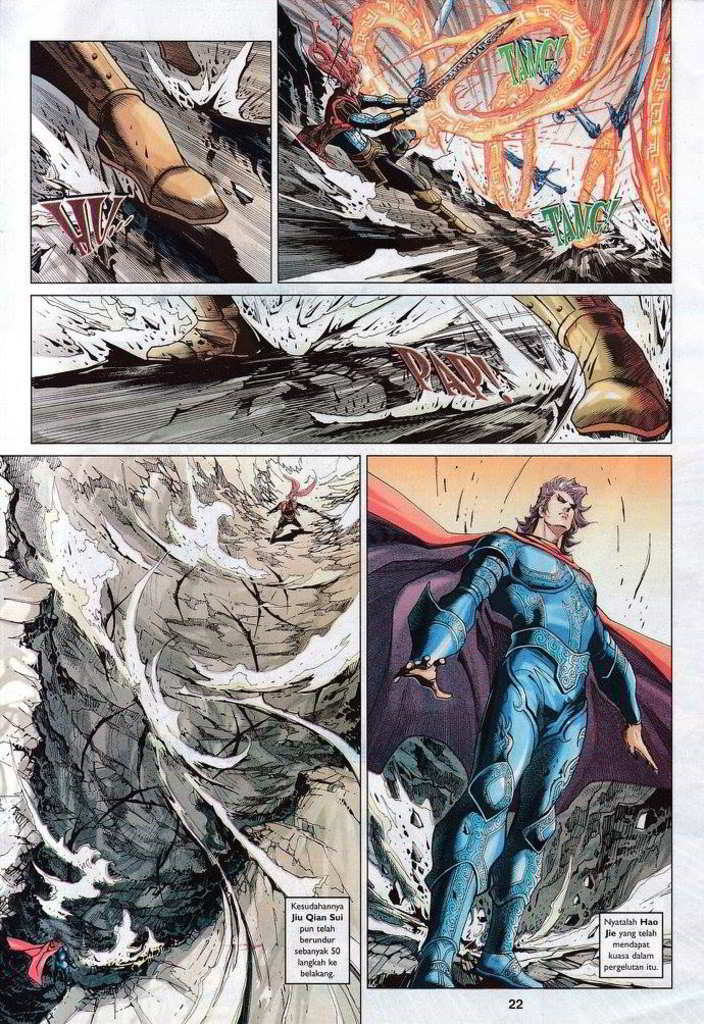 HIU!
TANG!
TANG!
PAP!
Kesudahannya
Jiu Qian Sui
pun telah
berundur
sebanyak 50
langkah ke
belakang.
Nyatalah Hao
Jie yang telah
mendapat
kuasa dalam
pergelutan itu.
22